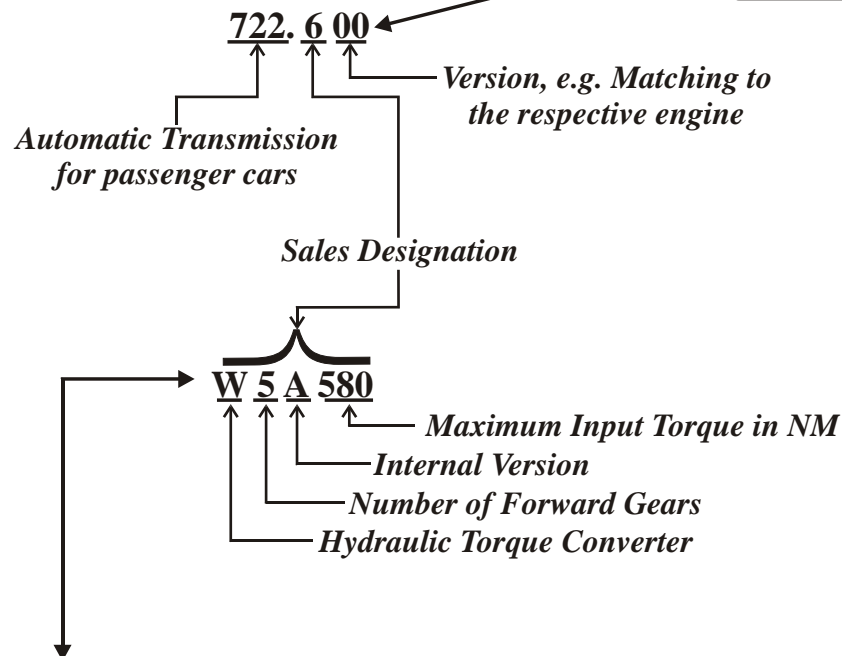 722. 6 00
Version, e.g. Matching to
the respective engine
Automatic Transmission
for passenger cars
Sales Designation
W 5 A 580
Maximum Input Torque in NM
Internal Version
Number of Forward Gears
Hydraulic Torque Converter